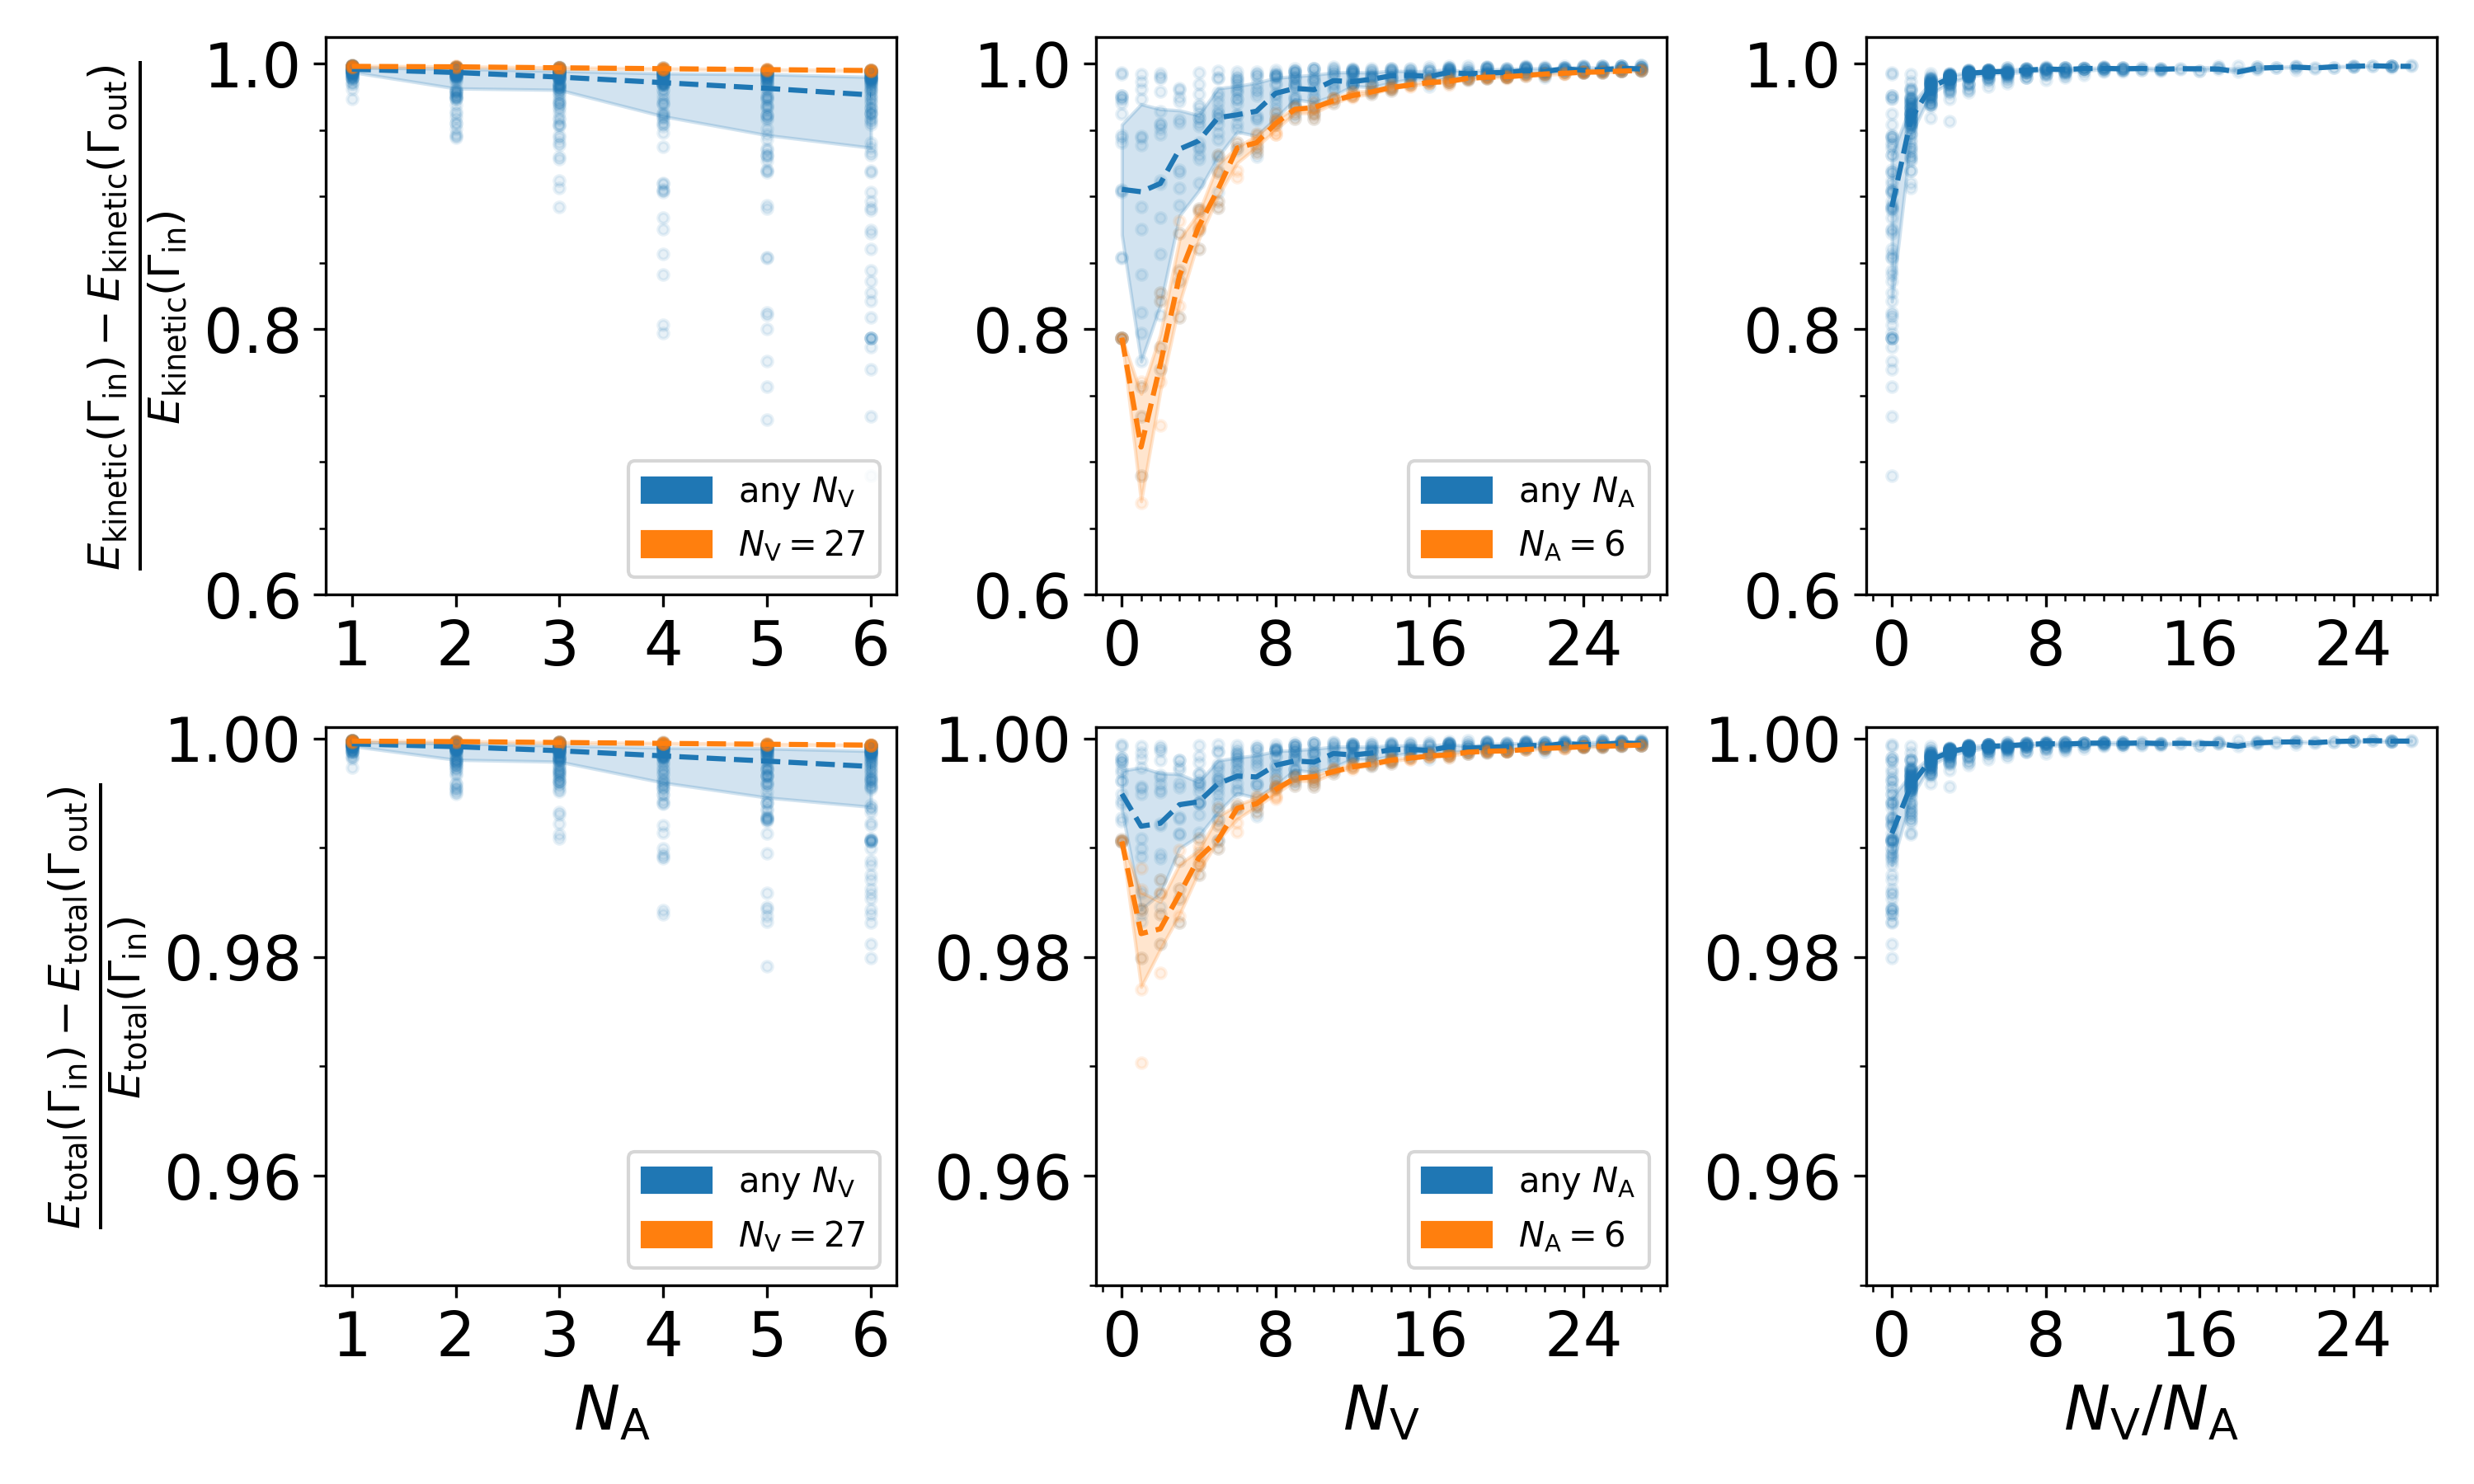 E_kinetic(Γ_in) − E_kinetic(Γ_out)
E_kinetic(Γ_in)
1.0
0.8
0.6
1 2 3 4 5 6
any N_V
N_V = 27
1.0
0.8
0.6
0 8 16 24
any N_A
N_A = 6
1.0
0.8
0.6
0 8 16 24
E_total(Γ_in) − E_total(Γ_out)
E_total(Γ_in)
1.00
0.98
0.96
1 2 3 4 5 6
N_A
any N_V
N_V = 27
1.00
0.98
0.96
0 8 16 24
N_V
any N_A
N_A = 6
1.00
0.98
0.96
0 8 16 24
N_V/N_A